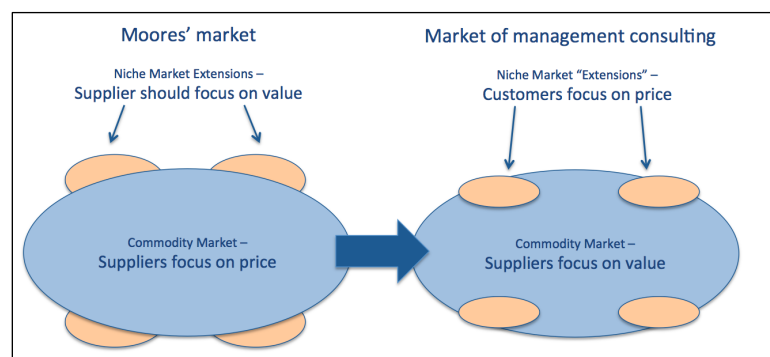 Moores' market
Niche Market Extensions –
Supplier should focus on value
Commodity Market –
Suppliers focus on price
Market of management consulting
Niche Market "Extensions" –
Customers focus on price
Commodity Market –
Suppliers focus on value